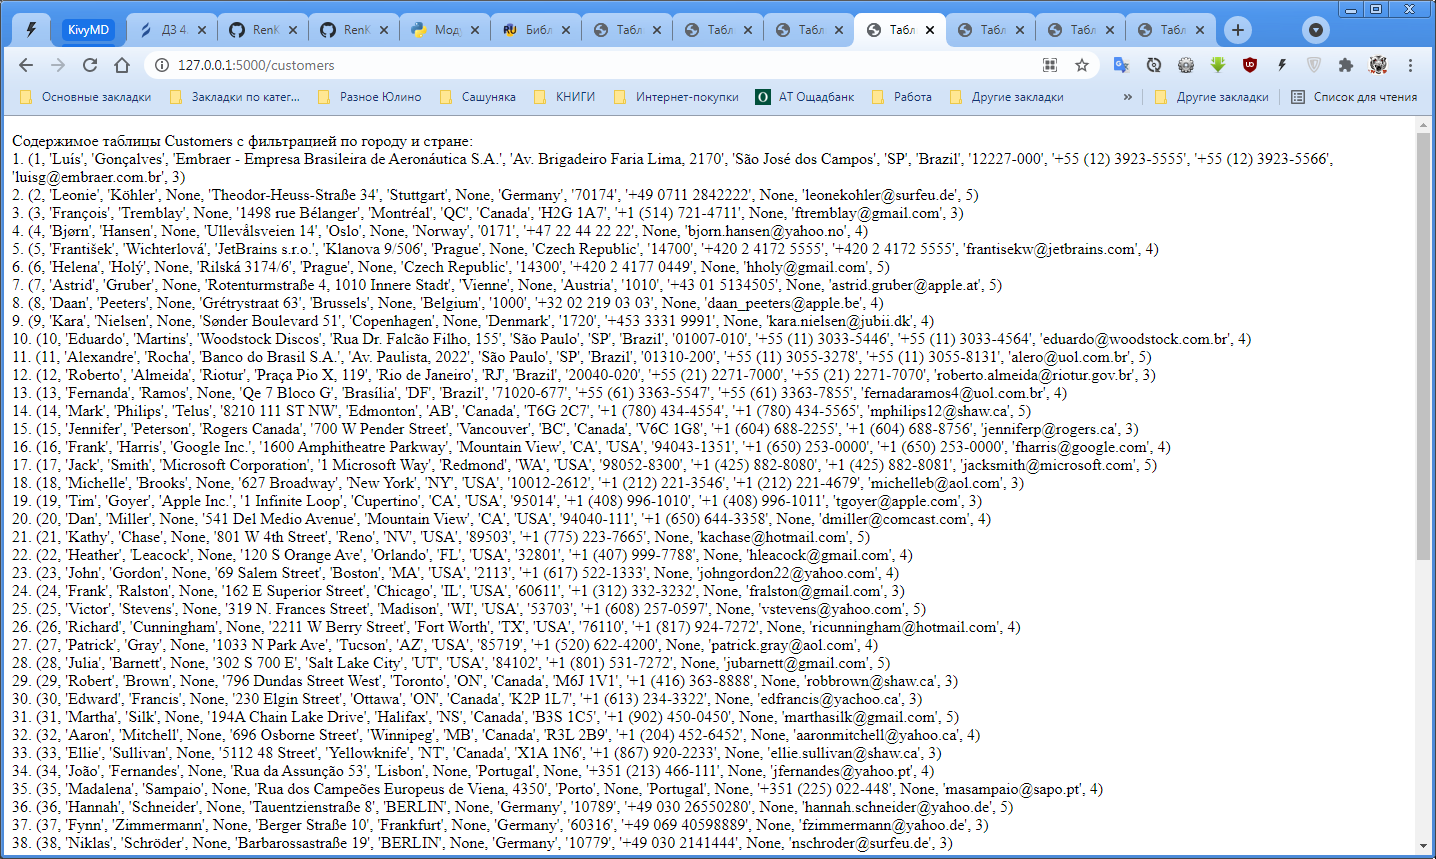 KivyMD
ДЗ 4.
RenK
RenK
Мод
Библ
Табл
Табл
Табл
Табл
Табл
Табл
Табл
127.0.0.1:5000/customers
Основные закладки
Закладки по катег...
Разное Юлино
Сашуняка
КНИГИ
Интернет-покупки
АТ Ощадбанк
Работа
Другие закладки
»
Другие закладки
Список для чтения
Содержимое таблицы Customers с фильтрацией по городу и стране:
1. (1, 'Luís', 'Gonçalves', 'Embraer - Empresa Brasileira de Aeronáutica S.A.', 'Av. Brigadeiro Faria Lima, 2170', 'São José dos Campos', 'SP', 'Brazil', '12227-000', '+55 (12) 3923-5555', '+55 (12) 3923-5566',
'luisg@embraer.com.br', 3)
2. (2, 'Leonie', 'Köhler', None, 'Theodor-Heuss-Straße 34', 'Stuttgart', None, 'Germany', '70174', '+49 0711 2842222', None, 'leonekohler@surfeu.de', 5)
3. (3, 'François', 'Tremblay', None, '1498 rue Bélanger', 'Montréal', 'QC', 'Canada', 'H2G 1A7', '+1 (514) 721-4711', None, 'ftremblay@gmail.com', 3)
4. (4, 'Bjørn', 'Hansen', None, 'Ullevålsveien 14', 'Oslo', None, 'Norway', '0171', '+47 22 44 22 22', None, 'bjorn.hansen@yahoo.no', 4)
5. (5, 'František', 'Wichterlová', 'JetBrains s.r.o.', 'Klanova 9/506', 'Prague', None, 'Czech Republic', '14700', '+420 2 4172 5555', '+420 2 4172 5555', 'frantisekw@jetbrains.com', 4)
6. (6, 'Helena', 'Holý', None, 'Rilská 3174/6', 'Prague', None, 'Czech Republic', '14300', '+420 2 4177 0449', None, 'hholy@gmail.com', 5)
7. (7, 'Astrid', 'Gruber', None, 'Rotenturmstraße 4, 1010 Innere Stadt', 'Vienne', None, 'Austria', '1010', '+43 01 5134505', None, 'astrid.gruber@apple.at', 5)
8. (8, 'Daan', 'Peeters', None, 'Grétrystraat 63', 'Brussels', None, 'Belgium', '1000', '+32 02 219 03 03', None, 'daan_peeters@apple.be', 4)
9. (9, 'Kara', 'Nielsen', None, 'Sønder Boulevard 51', 'Copenhagen', None, 'Denmark', '1720', '+453 3331 9991', None, 'kara.nielsen@jubii.dk', 4)
10. (10, 'Eduardo', 'Martins', 'Woodstock Discos', 'Rua Dr. Falcão Filho, 155', 'São Paulo', 'SP', 'Brazil', '01007-010', '+55 (11) 3033-5446', '+55 (11) 3033-4564', 'eduardo@woodstock.com.br', 4)
11. (11, 'Alexandre', 'Rocha', 'Banco do Brasil S.A.', 'Av. Paulista, 2022', 'São Paulo', 'SP', 'Brazil', '01310-200', '+55 (11) 3055-3278', '+55 (11) 3055-8131', 'alero@uol.com.br', 5)
12. (12, 'Roberto', 'Almeida', 'Riotur', 'Praça Pio X, 119', 'Rio de Janeiro', 'RJ', 'Brazil', '20040-020', '+55 (21) 2271-7000', '+55 (21) 2271-7070', 'roberto.almeida@riotur.gov.br', 3)
13. (13, 'Fernanda', 'Ramos', None, 'Qe 7 Bloco G', 'Brasília', 'DF', 'Brazil', '71020-677', '+55 (61) 3363-5547', '+55 (61) 3363-7855', 'fernadaramos4@uol.com.br', 4)
14. (14, 'Mark', 'Philips', 'Telus', '8210 111 ST NW', 'Edmonton', 'AB', 'Canada', 'T6G 2C7', '+1 (780) 434-4554', '+1 (780) 434-5565', 'mphilips12@shaw.ca', 5)
15. (15, 'Jennifer', 'Peterson', 'Rogers Canada', '700 W Pender Street', 'Vancouver', 'BC', 'Canada', 'V6C 1G8', '+1 (604) 688-2255', '+1 (604) 688-8756', 'jenniferp@rogers.ca', 3)
16. (16, 'Frank', 'Harris', 'Google Inc.', '1600 Amphitheatre Parkway', 'Mountain View', 'CA', 'USA', '94043-1351', '+1 (650) 253-0000', '+1 (650) 253-0000', 'fharris@google.com', 4)
17. (17, 'Jack', 'Smith', 'Microsoft Corporation', '1 Microsoft Way', 'Redmond', 'WA', 'USA', '98052-8300', '+1 (425) 882-8080', '+1 (425) 882-8081', 'jacksmith@microsoft.com', 5)
18. (18, 'Michelle', 'Brooks', None, '627 Broadway', 'New York', 'NY', 'USA', '10012-2612', '+1 (212) 221-3546', '+1 (212) 221-4679', 'michelleb@aol.com', 3)
19. (19, 'Tim', 'Goyer', 'Apple Inc.', '1 Infinite Loop', 'Cupertino', 'CA', 'USA', '95014', '+1 (408) 996-1010', '+1 (408) 996-1011', 'tgoyer@apple.com', 3)
20. (20, 'Dan', 'Miller', None, '541 Del Medio Avenue', 'Mountain View', 'CA', 'USA', '94040-111', '+1 (650) 644-3358', None, 'dmiller@comcast.com', 4)
21. (21, 'Kathy', 'Chase', None, '801 W 4th Street', 'Reno', 'NV', 'USA', '89503', '+1 (775) 223-7665', None, 'kachase@hotmail.com', 5)
22. (22, 'Heather', 'Leacock', None, '120 S Orange Ave', 'Orlando', 'FL', 'USA', '32801', '+1 (407) 999-7788', None, 'hleacock@gmail.com', 4)
23. (23, 'John', 'Gordon', None, '69 Salem Street', 'Boston', 'MA', 'USA', '2113', '+1 (617) 522-1333', None, 'johngordon22@yahoo.com', 4)
24. (24, 'Frank', 'Ralston', None, '162 E Superior Street', 'Chicago', 'IL', 'USA', '60611', '+1 (312) 332-3232', None, 'fralston@gmail.com', 3)
25. (25, 'Victor', 'Stevens', None, '319 N. Frances Street', 'Madison', 'WI', 'USA', '53703', '+1 (608) 257-0597', None, 'vstevens@yahoo.com', 5)
26. (26, 'Richard', 'Cunningham', None, '2211 W Berry Street', 'Fort Worth', 'TX', 'USA', '76110', '+1 (817) 924-7272', None, 'ricunningham@hotmail.com', 4)
27. (27, 'Patrick', 'Gray', None, '1033 N Park Ave', 'Tucson', 'AZ', 'USA', '85719', '+1 (520) 622-4200', None, 'patrick.gray@aol.com', 4)
28. (28, 'Julia', 'Barnett', None, '302 S 700 E', 'Salt Lake City', 'UT', 'USA', '84102', '+1 (801) 531-7272', None, 'jubarnett@gmail.com', 5)
29. (29, 'Robert', 'Brown', None, '796 Dundas Street West', 'Toronto', 'ON', 'Canada', 'M6J 1V1', '+1 (416) 363-8888', None, 'robbrown@shaw.ca', 3)
30. (30, 'Edward', 'Francis', None, '230 Elgin Street', 'Ottawa', 'ON', 'Canada', 'K2P 1L7', '+1 (613) 234-3322', None, 'edfrancis@yachoo.ca', 3)
31. (31, 'Martha', 'Silk', None, '194A Chain Lake Drive', 'Halifax', 'NS', 'Canada', 'B3S 1C5', '+1 (902) 450-0450', None, 'marthasilk@gmail.com', 5)
32. (32, 'Aaron', 'Mitchell', None, '696 Osborne Street', 'Winnipeg', 'MB', 'Canada', 'R3L 2B9', '+1 (204) 452-6452', None, 'aaronmitchell@yahoo.ca', 4)
33. (33, 'Ellie', 'Sullivan', None, '5112 48 Street', 'Yellowknife', 'NT', 'Canada', 'X1A 1N6', '+1 (867) 920-2233', None, 'ellie.sullivan@shaw.ca', 3)
34. (34, 'João', 'Fernandes', None, 'Rua da Assunção 53', 'Lisbon', None, 'Portugal', None, '+351 (213) 466-111', None, 'jfernandes@yahoo.pt', 4)
35. (35, 'Madalena', 'Sampaio', None, 'Rua dos Campeões Europeus de Viena, 4350', 'Porto', None, 'Portugal', None, '+351 (225) 022-448', None, 'masampaio@sapo.pt', 4)
36. (36, 'Hannah', 'Schneider', None, 'Tauentzienstraße 8', 'BERLIN', None, 'Germany', '10789', '+49 030 26550280', None, 'hannah.schneider@yahoo.de', 5)
37. (37, 'Fynn', 'Zimmermann', None, 'Berger Straße 10', 'Frankfurt', None, 'Germany', '60316', '+49 069 40598889', None, 'fzimmermann@yahoo.de', 3)
38. (38, 'Niklas', 'Schröder', None, 'Barbarossastraße 19', 'BERLIN', None, 'Germany', '10779', '+49 030 2141444', None, 'nschroder@surfeu.de', 3)